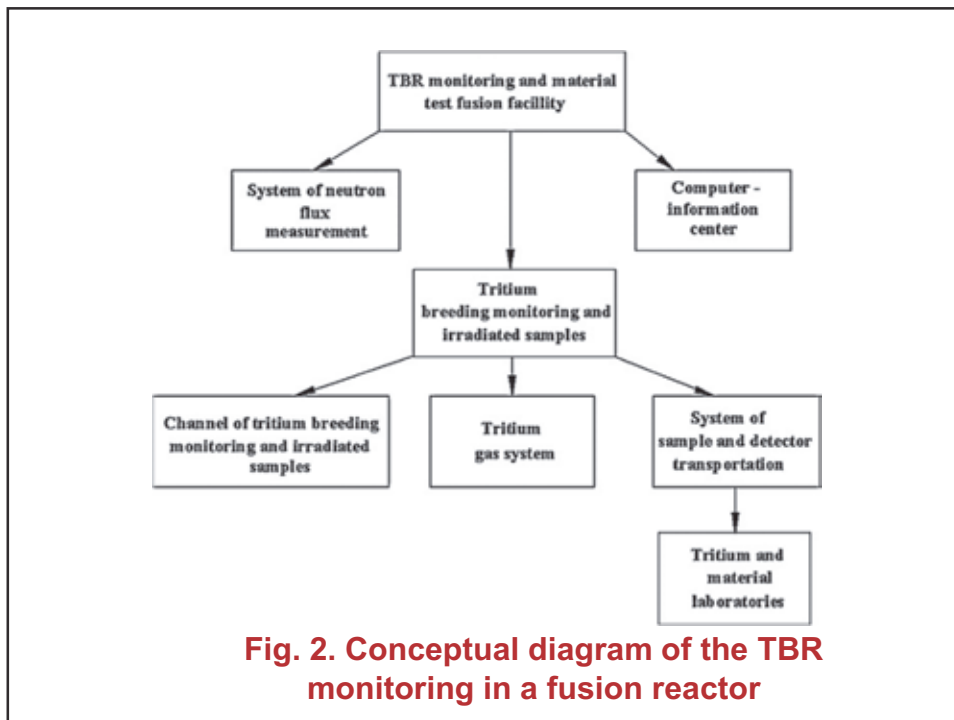 TBR monitoring and material
test fusion facillity
System of neutron
flux
measurement
Computer -
information
center
Tritium
breeding monitoring and
irradiated samples
Channel of tritium breeding
monitoring and irradiated
samples
Tritium
gas system
System of
sample and detector
transportation
Tritium and
material
laboratories
Fig. 2. Conceptual diagram of the TBR
monitoring in a fusion reactor